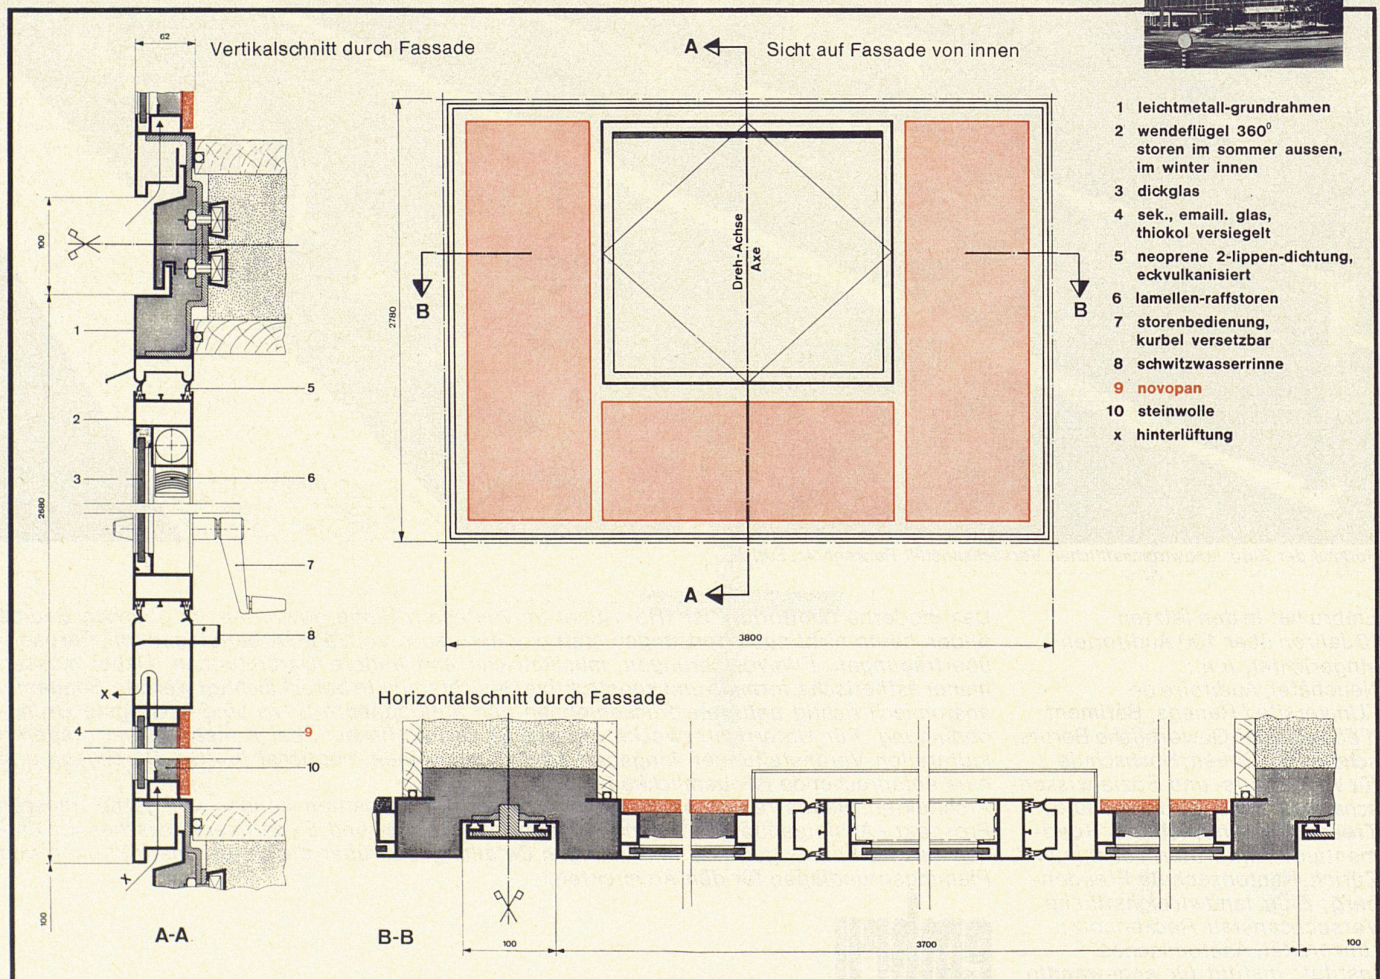 62
Vertikalschnitt durch Fassade
A
Sicht auf Fassade von innen
1 leichtmetall-grundrahmen
2 wendeflügel 360°
storen im sommer aussen,
im winter innen
3 dickglas
4 sek., emaill. glas,
thiokol versiegelt
5 neoprene 2-lippen-dichtung,
eckvulkanisiert
6 lamellen-raffstoren
7 storenbedienung,
kurbel versetzbar
8 schwitzwasserrinne
9 novopan
10 steinwolle
x hinterlüftung
100
2680
1
2
3
4
5
6
7
8
x
9
10
x
100
A-A
2780
B
Dreh-Achse
Axe
B
A
3800
Horizontalschnitt durch Fassade
B-B
100
3700
100